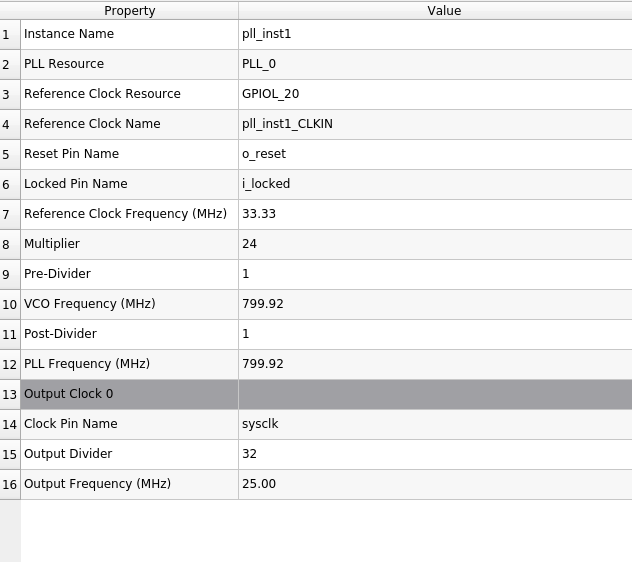 Property Value
1 Instance Name pll_inst1
2 PLL Resource PLL_0
3 Reference Clock Resource GPIOL_20
4 Reference Clock Name pll_inst1_CLKIN
5 Reset Pin Name o_reset
6 Locked Pin Name i_locked
7 Reference Clock Frequency (MHz) 33.33
8 Multiplier 24
9 Pre-Divider 1
10 VCO Frequency (MHz) 799.92
11 Post-Divider 1
12 PLL Frequency (MHz) 799.92
13 Output Clock 0
14 Clock Pin Name sysclk
15 Output Divider 32
16 Output Frequency (MHz) 25.00